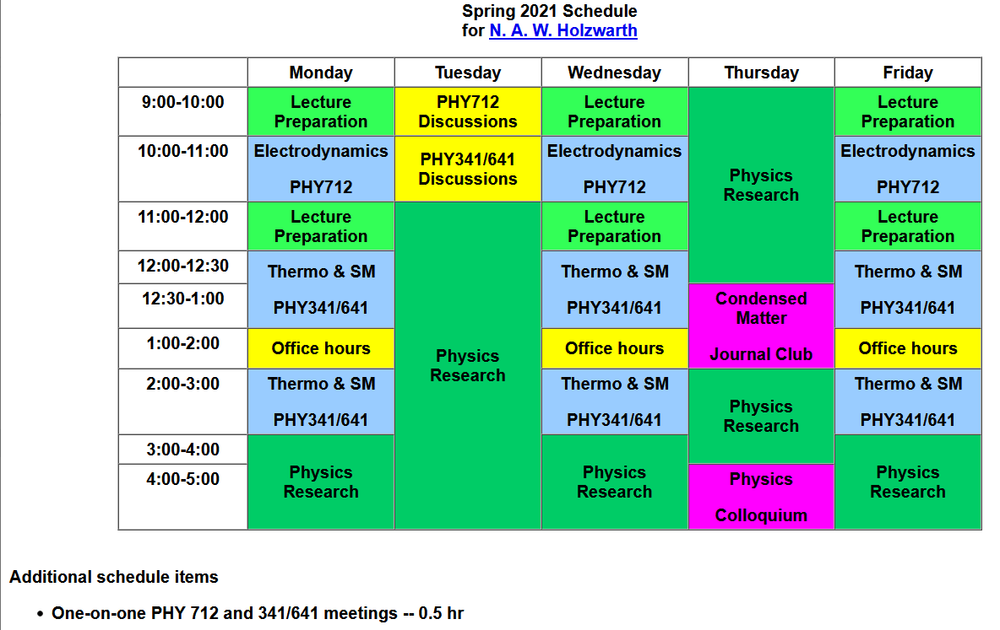 Spring 2021 Schedule
for N. A. W. Holzwarth
Monday Tuesday Wednesday Thursday Friday
9:00-10:00
Lecture
Preparation
PHY712
Discussions
Lecture
Preparation
Physics
Research
Lecture
Preparation
10:00-11:00
Electrodynamics
PHY712
PHY341/641
Discussions
Electrodynamics
PHY712
Electrodynamics
PHY712
11:00-12:00
Lecture
Preparation
Physics
Research
Lecture
Preparation
Lecture
Preparation
12:00-12:30
Thermo & SM
PHY341/641
Thermo & SM
PHY341/641
Thermo & SM
PHY341/641
12:30-1:00
Condensed
Matter
Journal Club
1:00-2:00
Office hours
Office hours
Office hours
2:00-3:00
Thermo & SM
PHY341/641
Thermo & SM
PHY341/641
Physics
Research
Thermo & SM
PHY341/641
3:00-4:00
Physics
Research
Physics
Research
Physics
Research
4:00-5:00
Physics
Colloquium
Additional schedule items
• One-on-one PHY 712 and 341/641 meetings -- 0.5 hr